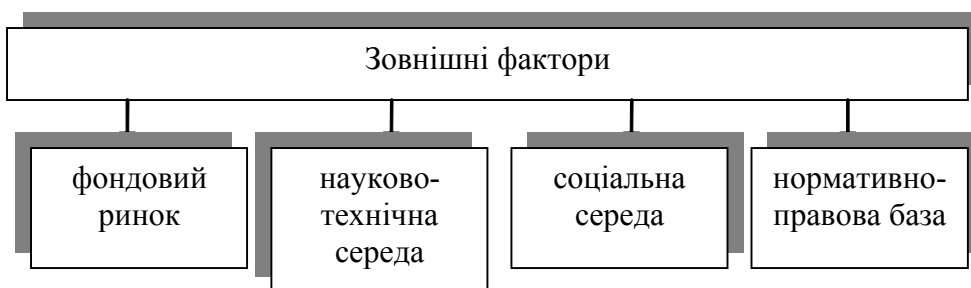 Зовнішні фактори
фондовий
ринок
науково-
технічна
середа
соціальна
середа
нормативно-
правова база